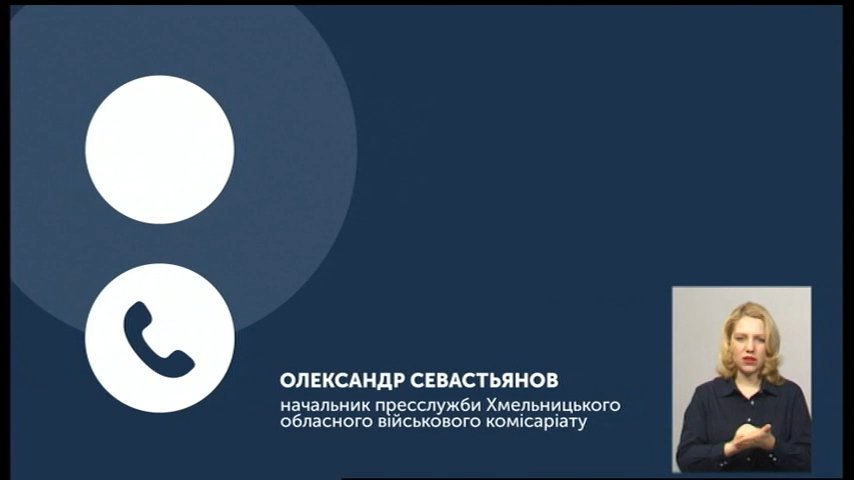 ОЛЕКСАНДР СЕВАСТЬЯНОВ
начальник пресслужби Хмельницького
обласного військового комісаріату